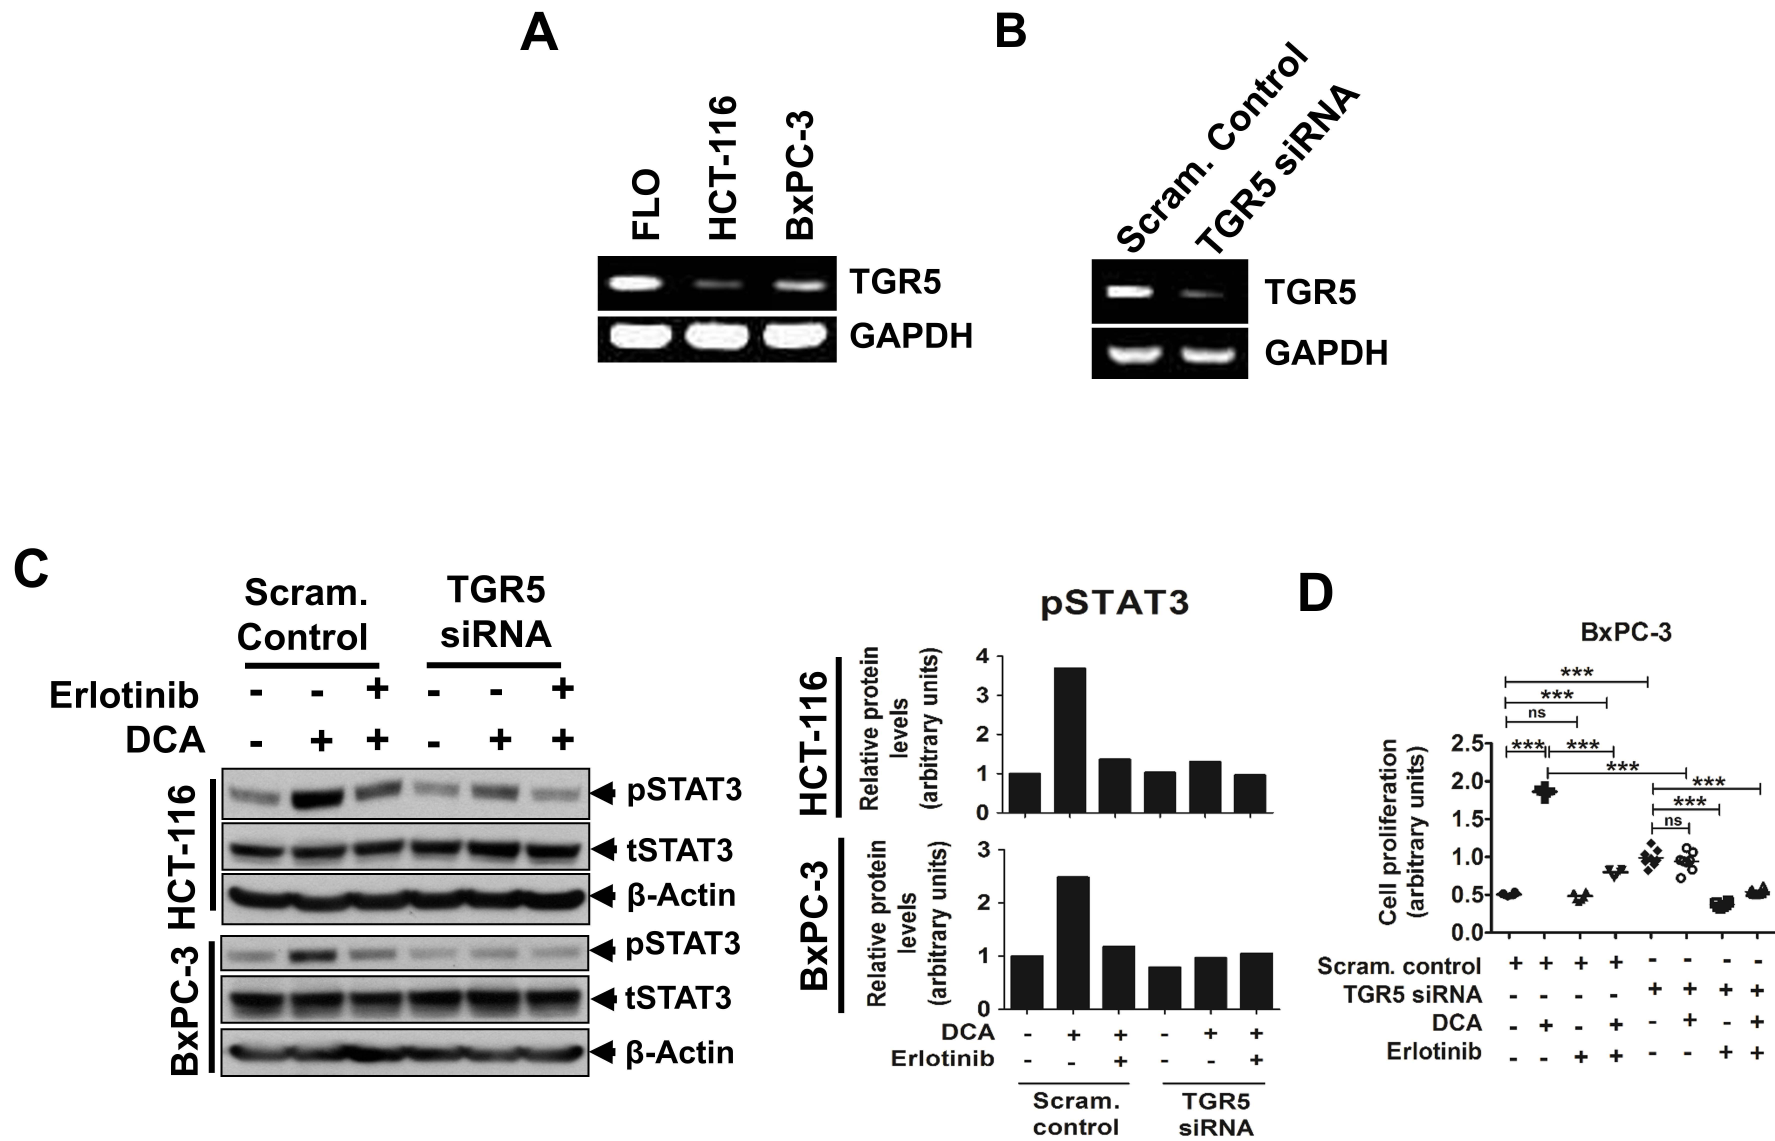 A
FLO
HCT-116
BxPC-3
TGR5
GAPDH
B
Scram. Control
TGR5 siRNA
TGR5
GAPDH
C
Scram.
Control
TGR5
siRNA
Erlotinib - - + - - +
DCA - + + - + +
HCT-116
pSTAT3
tSTAT3
β-Actin
BxPC-3
pSTAT3
tSTAT3
β-Actin
pSTAT3
HCT-116
Relative protein
levels
(arbitrary units)
4
3
2
1
0
BxPC-3
Relative protein
levels
(arbitrary units)
3
2
1
0
DCA - + + - + +
Erlotinib - - + - - +
Scram.
control
TGR5
siRNA
D
BxPC-3
***
***
ns
*** ***
***
***
***
ns
Cell proliferation
(arbitrary units)
2.5
2.0
1.5
1.0
0.5
0.0
Scram. control + + + + - - - -
TGR5 siRNA - - - - + + + +
DCA - + - + - + - +
Erlotinib - - + + - - + +